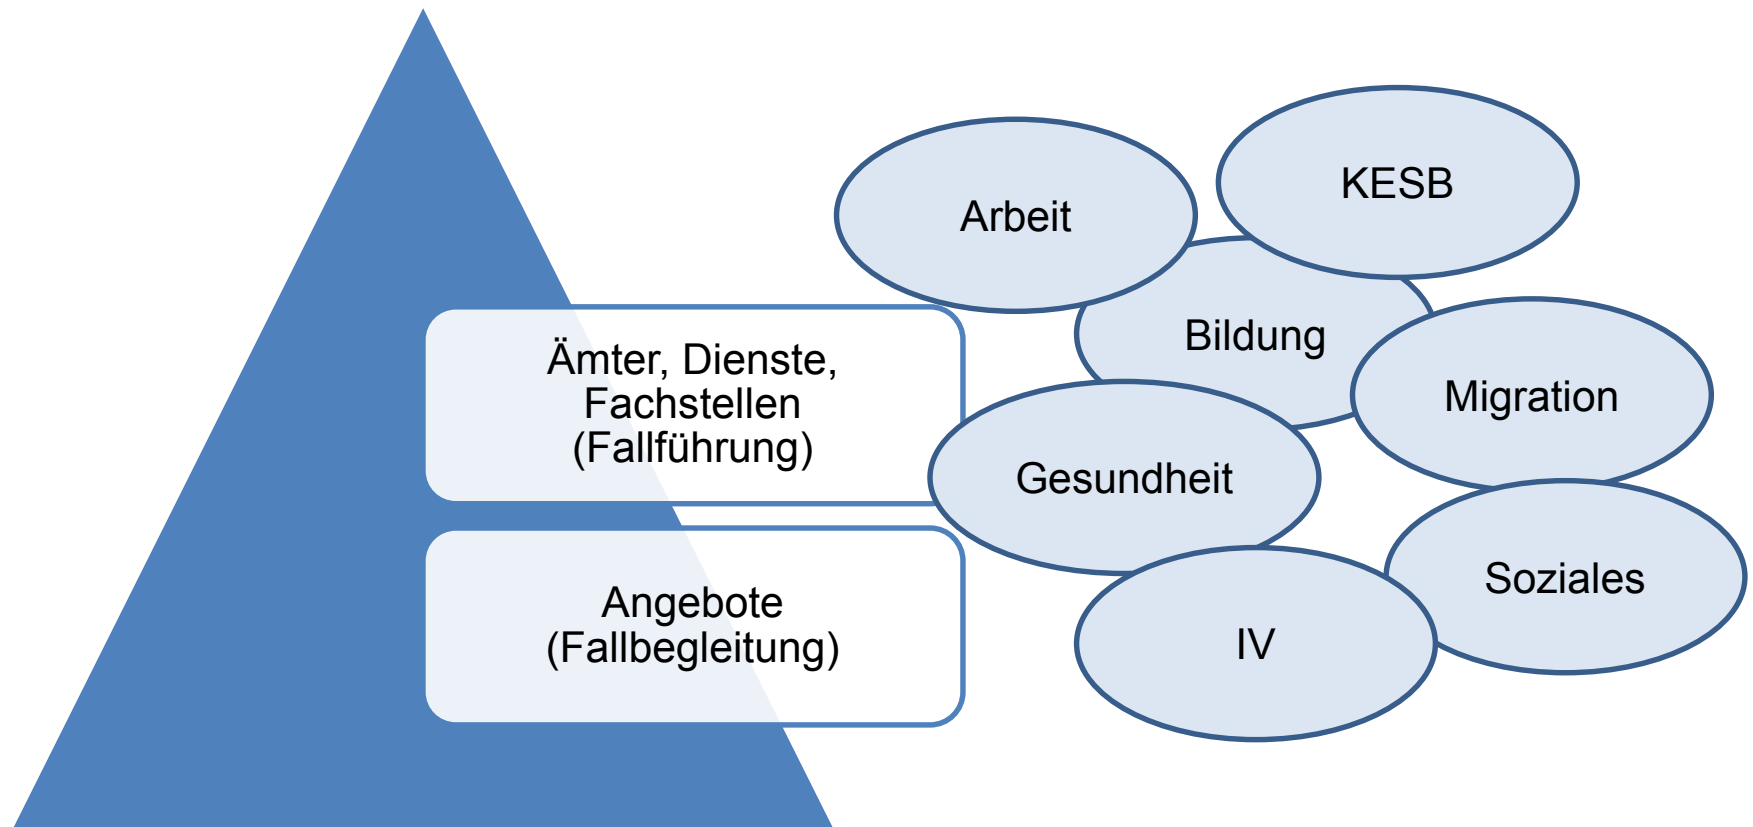 Ämter, Dienste,
Fachstellen
(Fallführung)
Angebote
(Fallbegleitung)
Arbeit
KESB
Bildung
Migration
Gesundheit
Soziales
IV